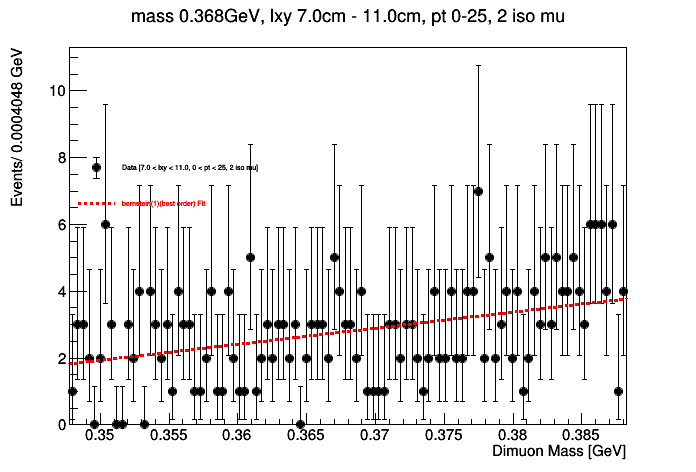 mass 0.368GeV, lxy 7.0cm - 11.0cm, pt 0-25, 2 iso mu
Events/ 0.0004048 GeV
10
8
6
4
2
0
Data [7.0 < lxy < 11.0, 0 < pt < 25, 2 iso mu]
bernstein(1)(best order) Fit
0.35
0.355
0.36
0.365
0.37
0.375
0.38
0.385
Dimuon Mass [GeV]